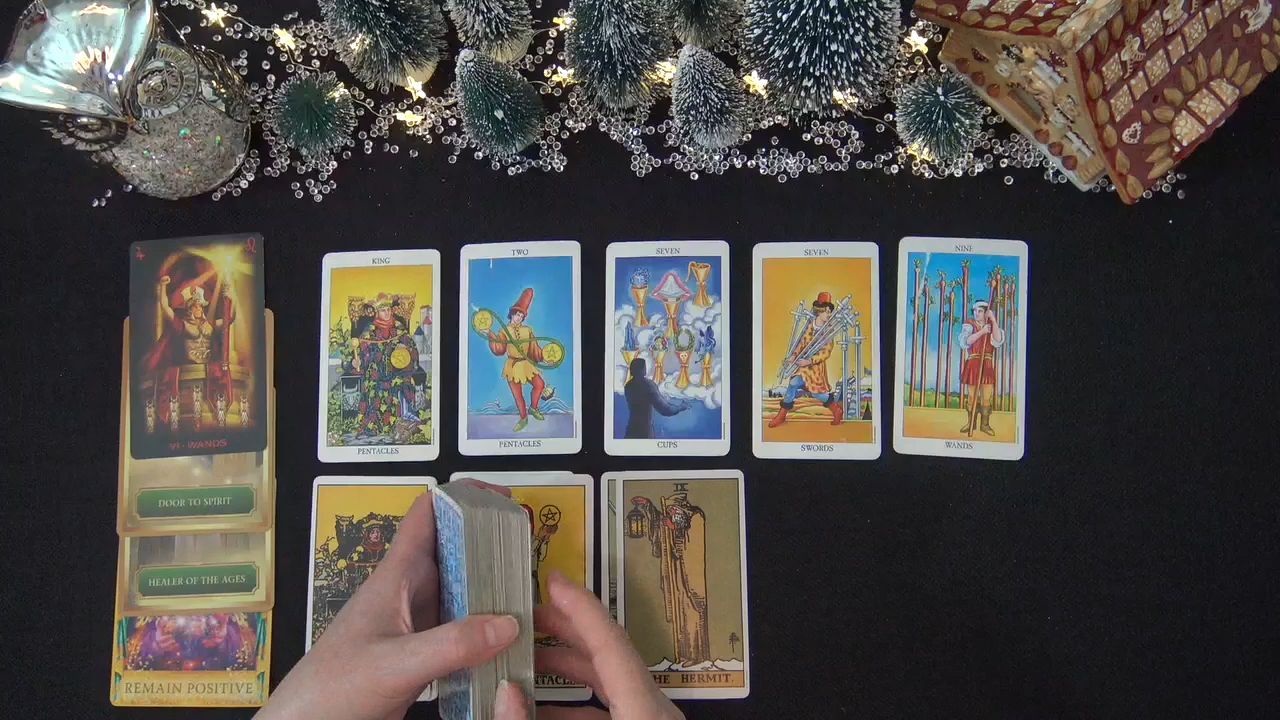 VI - WANDS
DOOR TO SPIRIT
HEALER OF THE AGES
REMAIN POSITIVE
KING
PENTACLES
TWO
PENTACLES
SEVEN
CUPS
SEVEN
SWORDS
NINE
WANDS
NTACLES
IX
THE HERMIT.